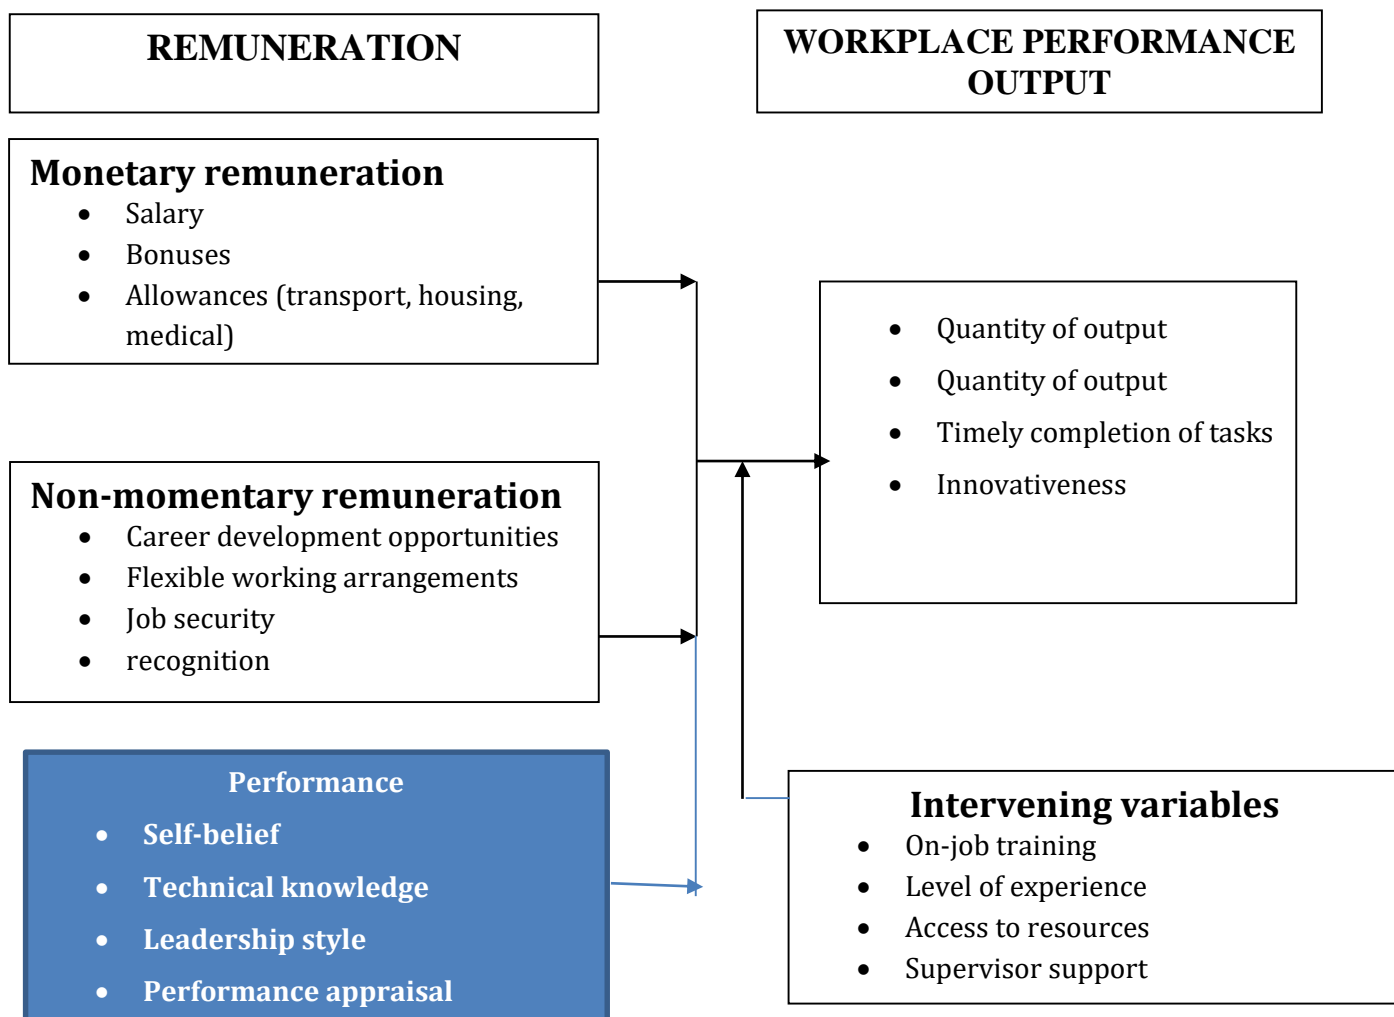 REMUNERATION
WORKPLACE PERFORMANCE
OUTPUT
Monetary remuneration
• Salary
• Bonuses
• Allowances (transport, housing,
medical)
• Quantity of output
• Quantity of output
• Timely completion of tasks
• Innovativeness
Non-momentary remuneration
• Career development opportunities
• Flexible working arrangements
• Job security
• recognition
Performance
• Self-belief
• Technical knowledge
• Leadership style
• Performance appraisal
Intervening variables
• On-job training
• Level of experience
• Access to resources
• Supervisor support